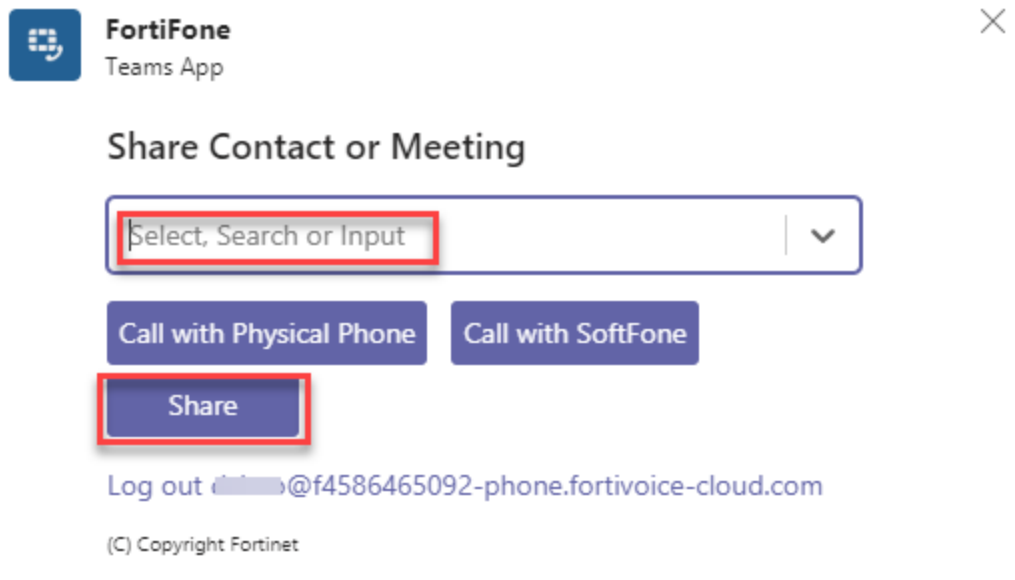 FortiFone
Teams App
Share Contact or Meeting
Select, Search or Input
Call with Physical Phone Call with SoftFone
Share
Log out @f4586465092-phone.fortivoice-cloud.com
(C) Copyright Fortinet